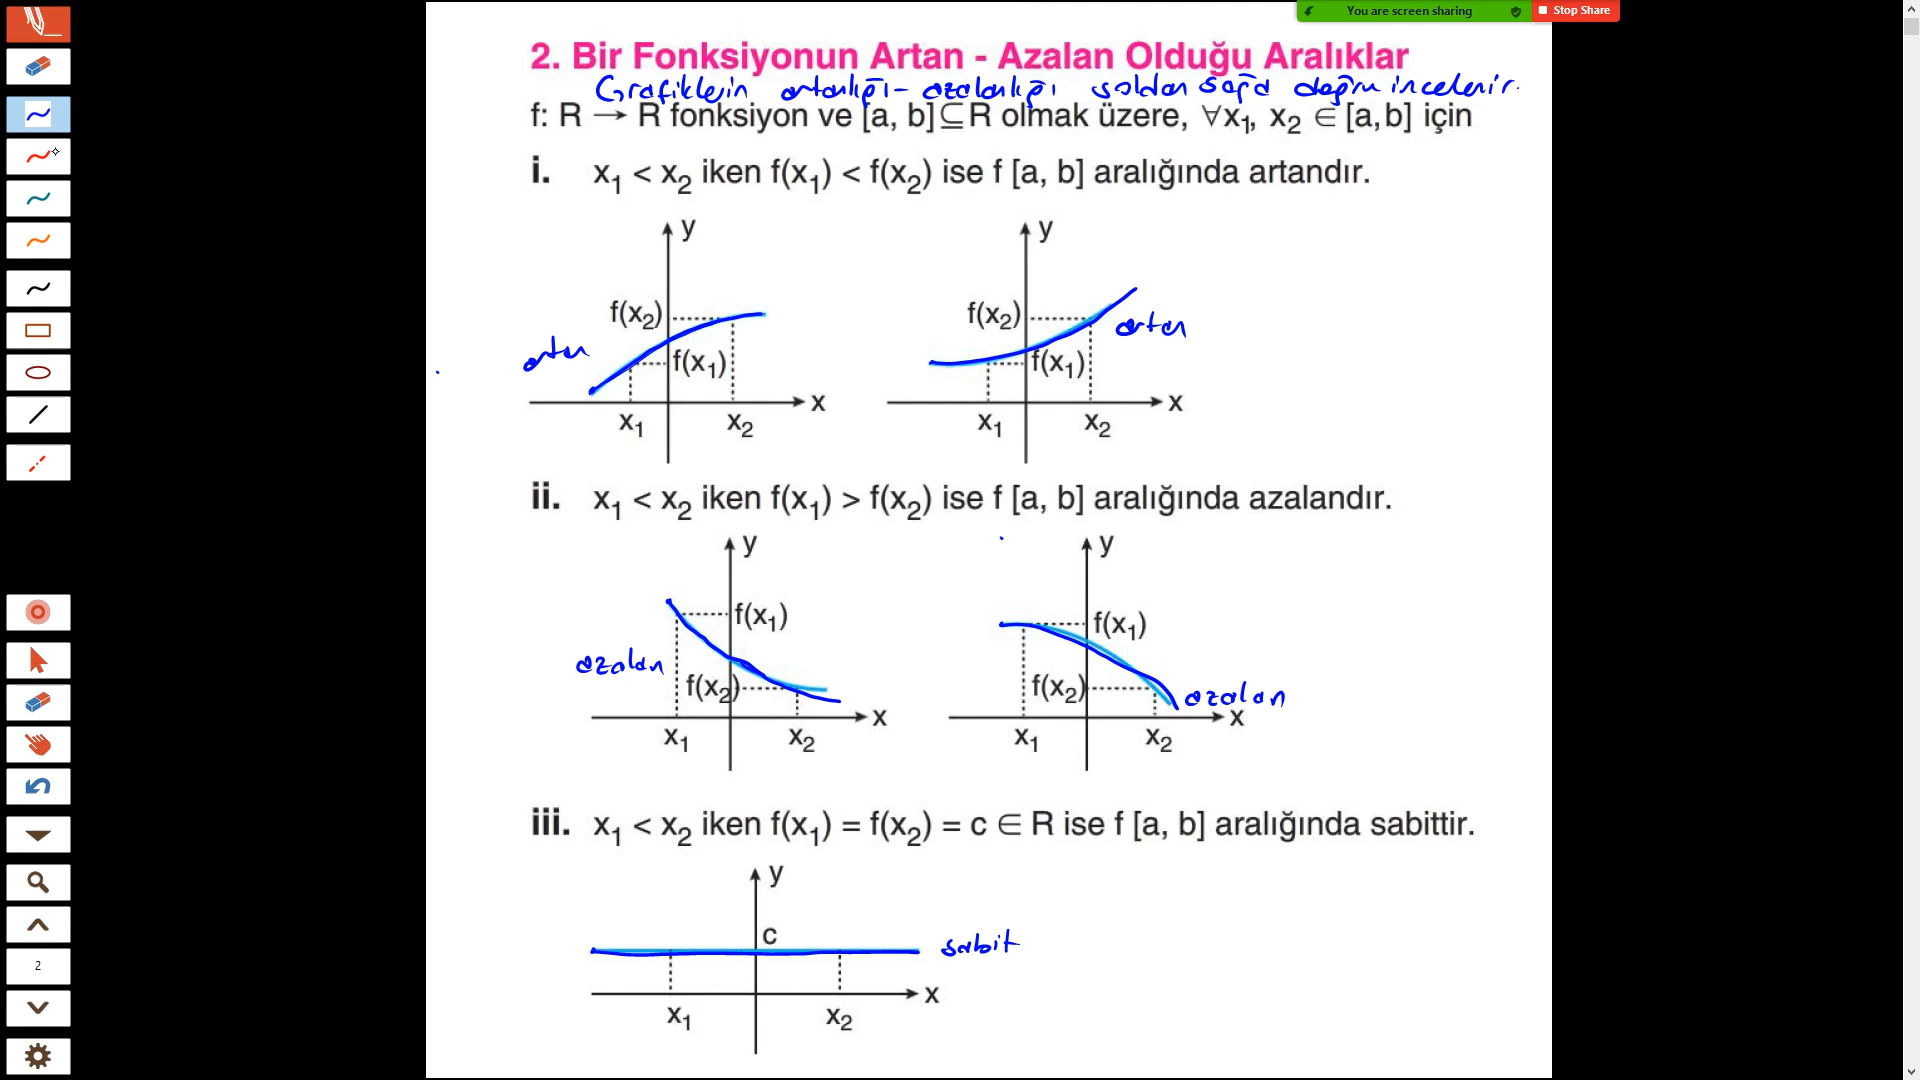 You are screen sharing
Stop Share
2. Bir Fonksiyonun Artan - Azalan Olduğu Aralıklar
Grafiklerin artanlığı - azalanlığı soldan sağa doğru incelenir.
f: R → R fonksiyon ve [a, b]⊆R olmak üzere, ∀x₁, x₂ ∈ [a,b] için
i. x₁ < x₂ iken f(x₁) < f(x₂) ise f [a, b] aralığında artandır.
y
f(x₂)
f(x₁)
artan
x
x₁
x₂
y
f(x₂)
f(x₁)
artan
x
x₁
x₂
ii. x₁ < x₂ iken f(x₁) > f(x₂) ise f [a, b] aralığında azalandır.
y
f(x₁)
azalan
f(x₂)
x
x₁
x₂
y
f(x₁)
f(x₂)
azalan
x
x₁
x₂
iii. x₁ < x₂ iken f(x₁) = f(x₂) = c ∈ R ise f [a, b] aralığında sabittir.
y
c
sabit
x
x₁
x₂
2